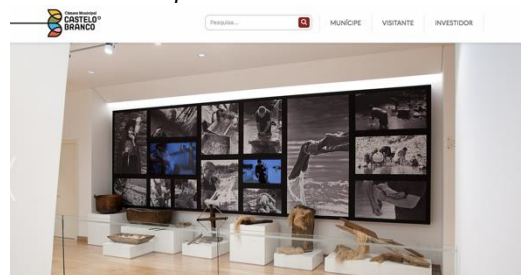 Câmara Municipal
CASTELO
BRANCO
Pesquisa...
MUNÍCIPE
VISITANTE
INVESTIDOR